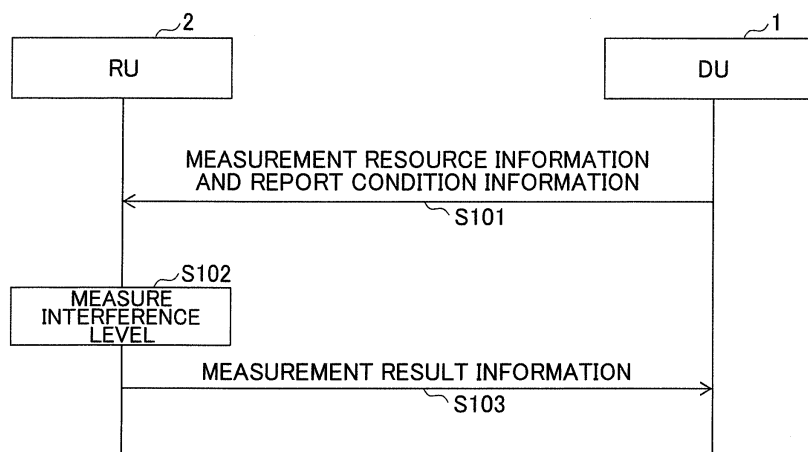 2
1
RU
DU
MEASUREMENT RESOURCE INFORMATION
AND REPORT CONDITION INFORMATION
S101
S102
MEASURE
INTERFERENCE
LEVEL
MEASUREMENT RESULT INFORMATION
S103